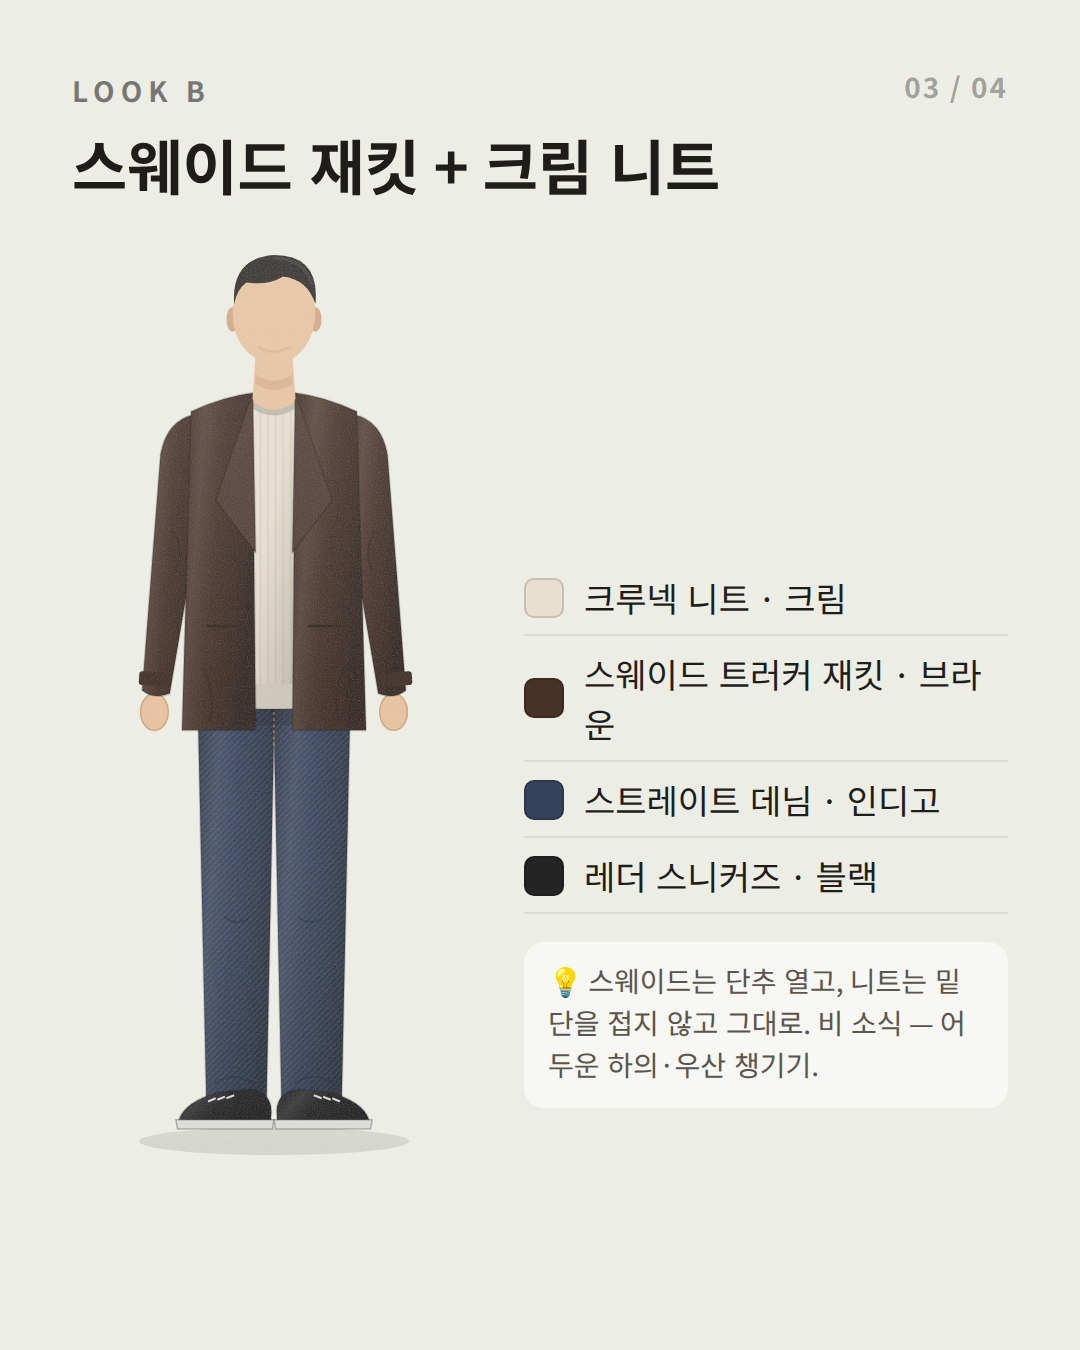 LOOK B
03 / 04
스웨이드 재킷 + 크림 니트
크루넥 니트 · 크림
스웨이드 트러커 재킷 · 브라
운
스트레이트 데님 · 인디고
레더 스니커즈 · 블랙
💡 스웨이드는 단추 열고, 니트는 밑
단을 접지 않고 그대로. 비 소식 — 어
두운 하의·우산 챙기기.